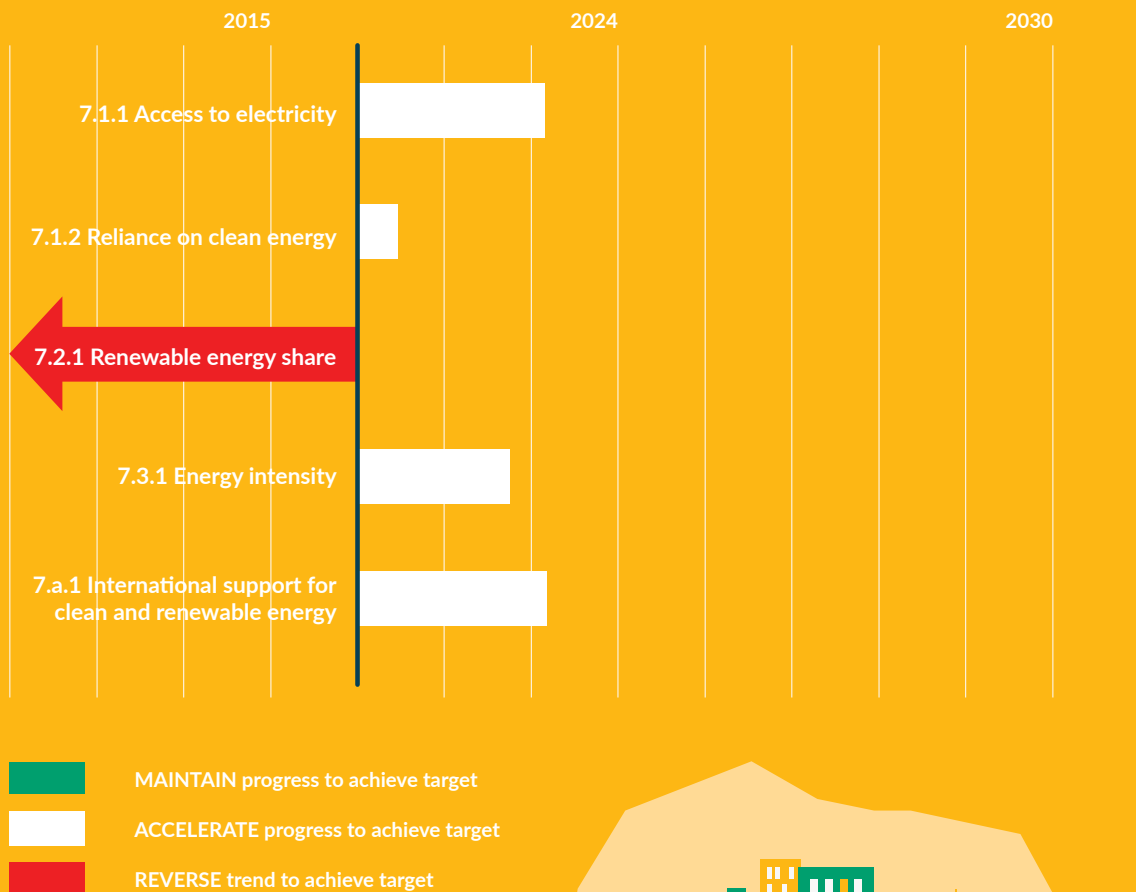 2015 2024 2030
7.1.1 Access to electricity
7.1.2 Reliance on clean energy
7.2.1 Renewable energy share
7.3.1 Energy intensity
7.a.1 International support for
clean and renewable energy
MAINTAIN progress to achieve target
ACCELERATE progress to achieve target
REVERSE trend to achieve target